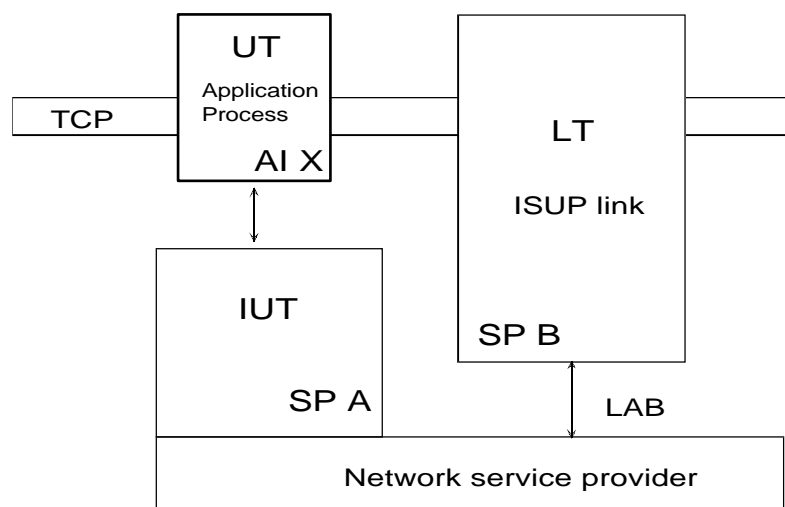 UT
Application
Process
AI X
TCP
LT
ISUP link
SP B
IUT
SP A
LAB
Network service provider